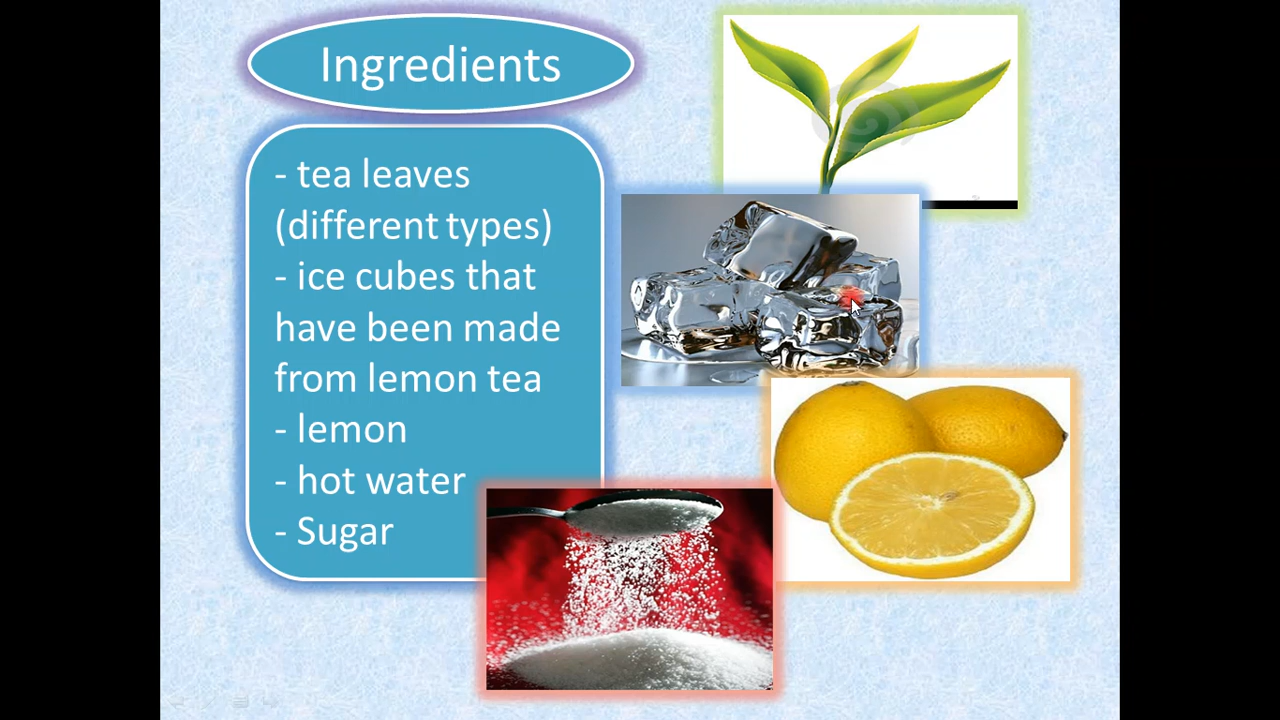 Ingredients
- tea leaves
(different types)
- ice cubes that
have been made
from lemon tea
- lemon
- hot water
- Sugar